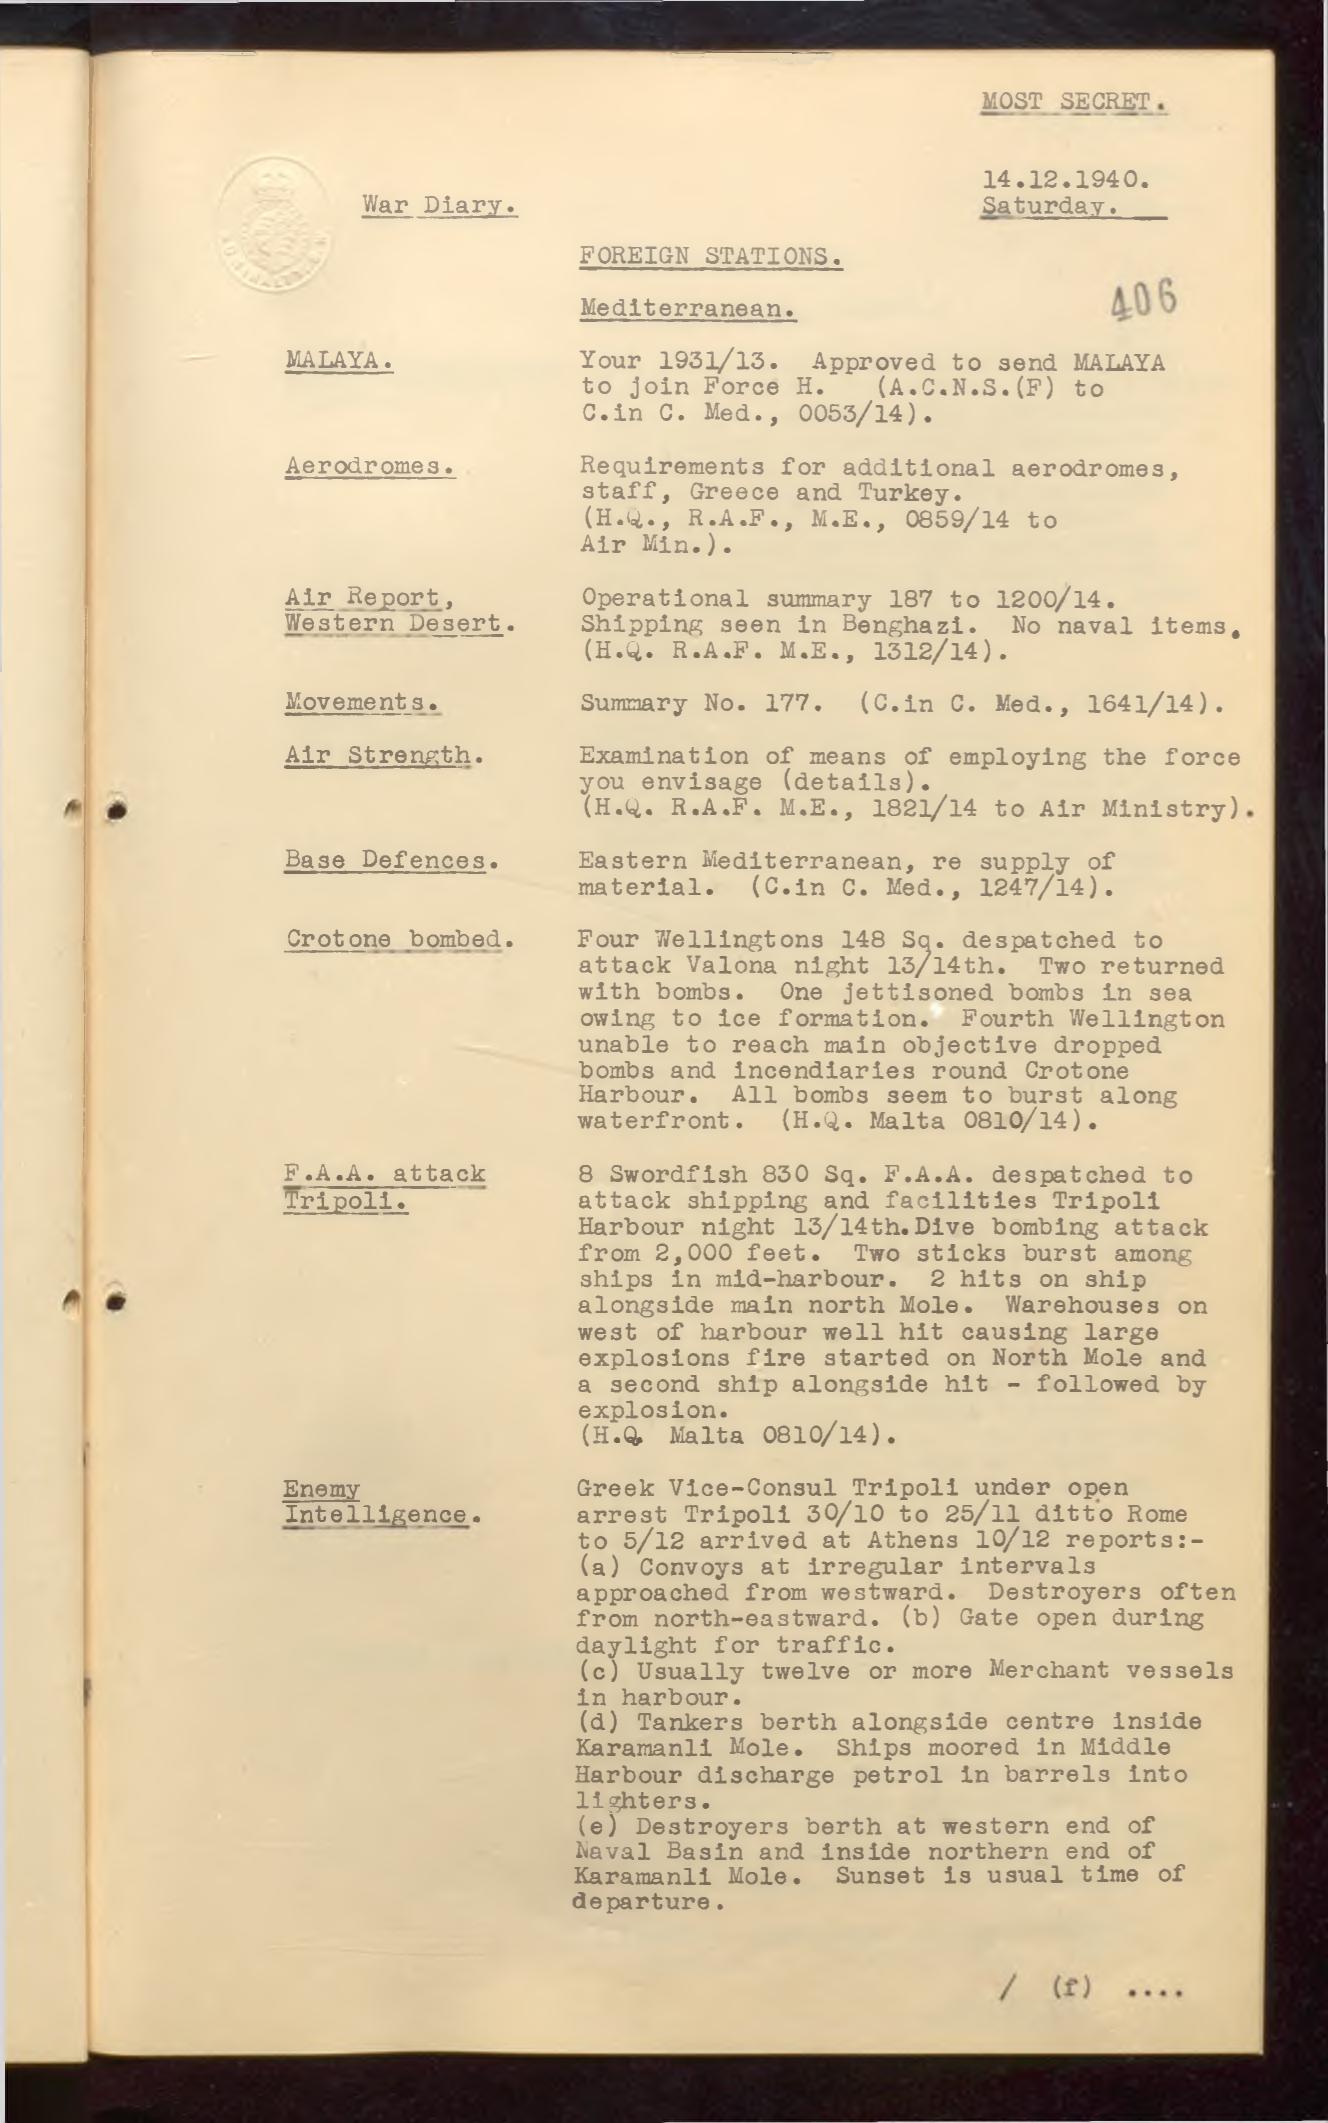 MOST SECRET.
14.12.1940.
War Diary.
Saturday.
FOREIGN STATIONS.
Mediterranean.
406
MALAYA.
Your 1931/13. Approved to send MALAYA
to join Force H. (A.C.N.S.(F) to
C.in C. Med., 0053/14).
Aerodromes.
Requirements for additional aerodromes,
staff, Greece and Turkey.
(H.Q., R.A.F., M.E., 0859/14 to
Air Min.).
Air Report,
Western Desert.
Operational summary 187 to 1200/14.
Shipping seen in Benghazi. No naval items.
(H.Q. R.A.F. M.E., 1312/14).
Movements.
Summary No. 177. (C.in C. Med., 1641/14).
Air Strength.
Examination of means of employing the force
you envisage (details).
(H.Q. R.A.F. M.E., 1821/14 to Air Ministry).
Base Defences.
Eastern Mediterranean, re supply of
material. (C.in C. Med., 1247/14).
Crotone bombed.
Four Wellingtons 148 Sq. despatched to
attack Valona night 13/14th. Two returned
with bombs. One jettisoned bombs in sea
owing to ice formation. Fourth Wellington
unable to reach main objective dropped
bombs and incendiaries round Crotone
Harbour. All bombs seem to burst along
waterfront. (H.Q. Malta 0810/14).
F.A.A. attack
Tripoli.
8 Swordfish 830 Sq. F.A.A. despatched to
attack shipping and facilities Tripoli
Harbour night 13/14th.Dive bombing attack
from 2,000 feet. Two sticks burst among
ships in mid-harbour. 2 hits on ship
alongside main north Mole. Warehouses on
west of harbour well hit causing large
explosions fire started on North Mole and
a second ship alongside hit - followed by
explosion.
(H.Q. Malta 0810/14).
Enemy
Intelligence.
Greek Vice-Consul Tripoli under open
arrest Tripoli 30/10 to 25/11 ditto Rome
to 5/12 arrived at Athens 10/12 reports:-
(a) Convoys at irregular intervals
approached from westward. Destroyers often
from north-eastward. (b) Gate open during
daylight for traffic.
(c) Usually twelve or more Merchant vessels
in harbour.
(d) Tankers berth alongside centre inside
Karamanli Mole. Ships moored in Middle
Harbour discharge petrol in barrels into
lighters.
(e) Destroyers berth at western end of
Naval Basin and inside northern end of
Karamanli Mole. Sunset is usual time of
departure.
/ (f) ....